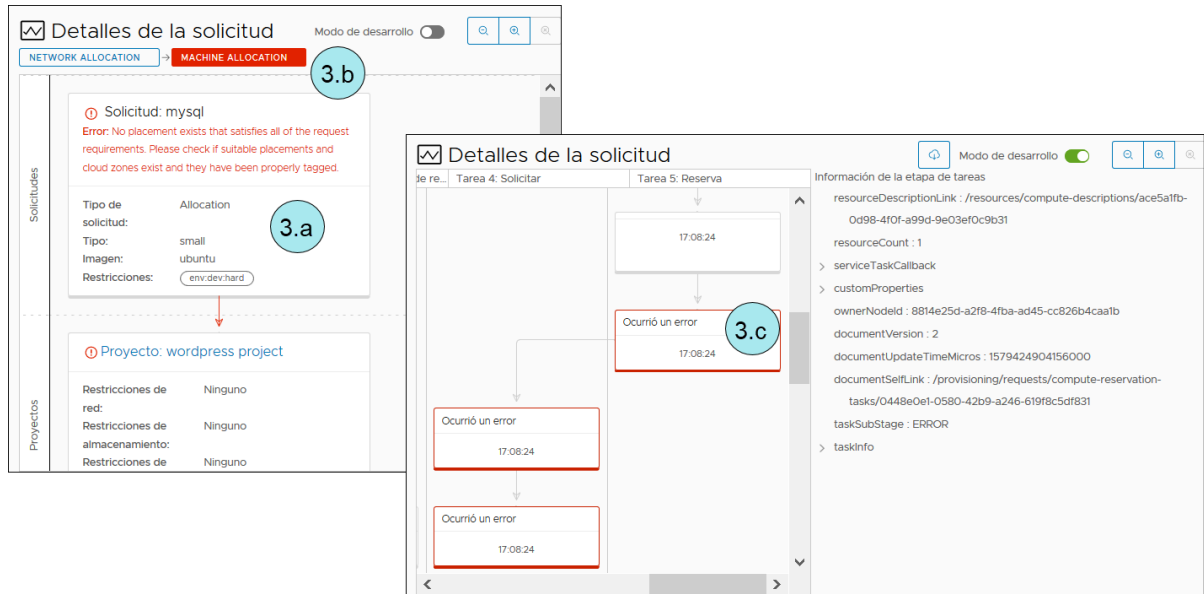 Detalles de la solicitud
Modo de desarrollo
NETWORK ALLOCATION
MACHINE ALLOCATION
3.b
Solicitudes
Solicitud: mysql
Error: No placement exists that satisfies all of the request
requirements. Please check if suitable placements and
cloud zones exist and they have been properly tagged.
Tipo de Allocation
solicitud:
Tipo: small
Imagen: ubuntu
Restricciones: env:dev:hard
3.a
Proyectos
Proyecto: wordpress project
Restricciones de Ninguno
red:
Restricciones de Ninguno
almacenamiento:
Restricciones de Ninguno
Detalles de la solicitud
Modo de desarrollo
de re... Tarea 4: Solicitar Tarea 5: Reserva
17:08:24
Ocurrió un error
17:08:24
3.c
Ocurrió un error
17:08:24
Ocurrió un error
17:08:24
Información de la etapa de tareas
resourceDescriptionLink : /resources/compute-descriptions/ace5a1fb-
0d98-4f0f-a99d-9e03ef0c9b31
resourceCount : 1
serviceTaskCallback
customProperties
ownerNodeId : 8814e25d-a2f8-4fba-ad45-cc826b4caa1b
documentVersion : 2
documentUpdateTimeMicros : 1579424904156000
documentSelfLink : /provisioning/requests/compute-reservation-
tasks/0448e0e1-0580-42b9-a246-619f8c5df831
taskSubStage : ERROR
taskInfo